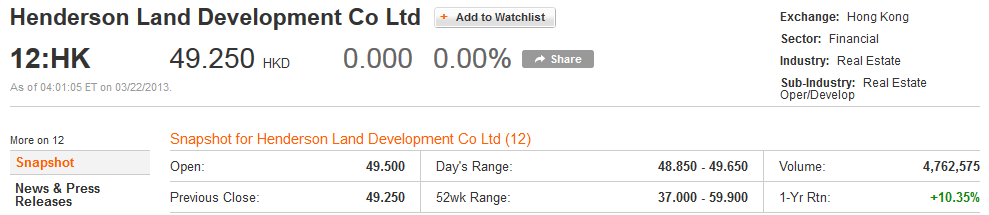 Henderson Land Development Co Ltd + Add to Watchlist
12:HK 49.250 HKD 0.000 0.00% Share
As of 04:01:05 ET on 03/22/2013.
Exchange: Hong Kong
Sector: Financial
Industry: Real Estate
Sub-Industry: Real Estate
Oper/Develop
More on 12
Snapshot
News & Press
Releases
Snapshot for Henderson Land Development Co Ltd (12)
Open: 49.500 Day's Range: 48.850 - 49.650 Volume: 4,762,575
Previous Close: 49.250 52wk Range: 37.000 - 59.900 1-Yr Rtn: +10.35%